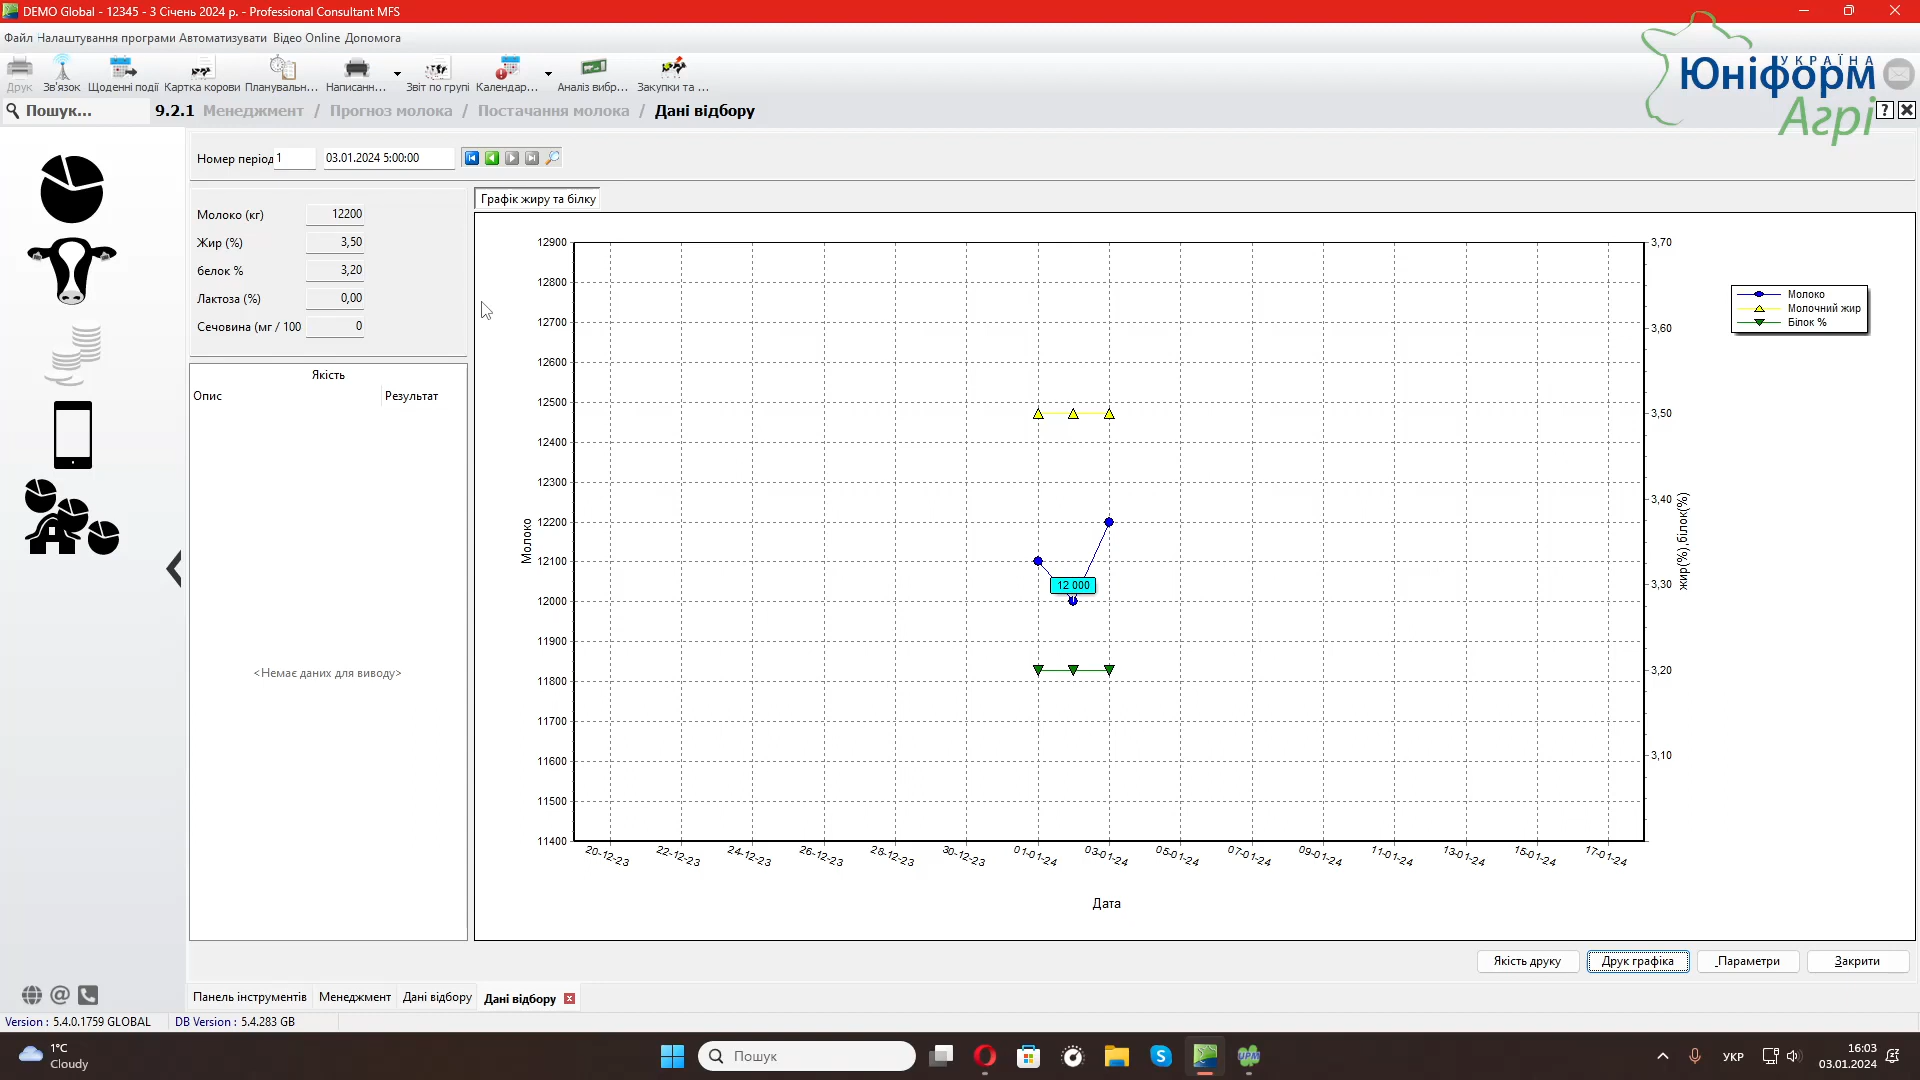 DEMO Global - 12345 - 3 Січень 2024 р. - Professional Consultant MFS
Файл Налаштування програми Автоматизувати Відео Online Допомога
Друк Зв'язок Щоденні події Картка корови Планувальн... Написанн... Звіт по групі Календар... Аналіз вибр... Закупки та ...
УКРАЇНА
Юніформ
Агрі
Пошук... 9.2.1 Менеджмент / Прогноз молока / Постачання молока / Дані відбору
Номер період 1 03.01.2024 5:00:00
Графік жиру та білку
Молоко (кг) 12200
Жир (%) 3,50
белок % 3,20
Лактоза (%) 0,00
Сечовина (мг / 100 0
Якість
Опис Результат
<Немає даних для виводу>
12900
12800
12700
12600
12500
12400
12300
12200
12100
12000
11900
11800
11700
11600
11500
11400
Молоко
12 000
3,70
3,60
3,50
3,40
3,30
3,20
3,10
жир(%),білок(%)
Молоко
Молочний жир
Білок %
20-12-23 22-12-23 24-12-23 26-12-23 28-12-23 30-12-23 01-01-24 03-01-24 05-01-24 07-01-24 09-01-24 11-01-24 13-01-24 15-01-24 17-01-24
Дата
Якість друку Друк графіка Параметри Закрити
Панель інструментів Менеджмент Дані відбору Дані відбору
Version : 5.4.0.1759 GLOBAL DB Version : 5.4.283 GB
1°C
Cloudy
Пошук
УКР
16:03
03.01.2024